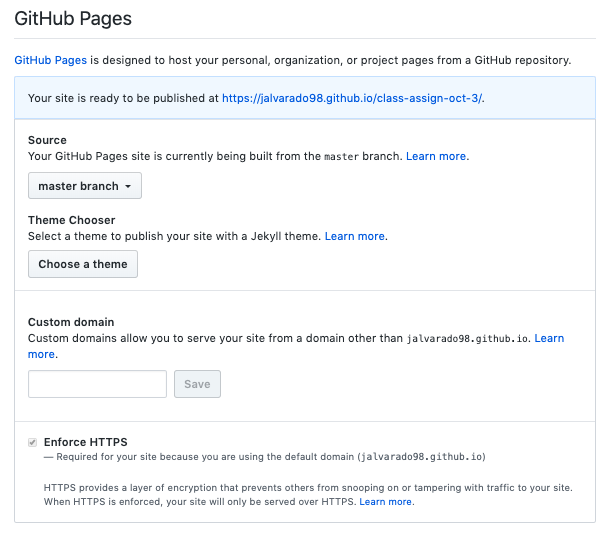 GitHub Pages
GitHub Pages is designed to host your personal, organization, or project pages from a GitHub repository.
Your site is ready to be published at https://jalvarado98.github.io/class-assign-oct-3/.
Source
Your GitHub Pages site is currently being built from the master branch. Learn more.
master branch
Theme Chooser
Select a theme to publish your site with a Jekyll theme. Learn more.
Choose a theme
Custom domain
Custom domains allow you to serve your site from a domain other than jalvarado98.github.io. Learn
more.
Save
Enforce HTTPS
— Required for your site because you are using the default domain (jalvarado98.github.io)
HTTPS provides a layer of encryption that prevents others from snooping on or tampering with traffic to your site.
When HTTPS is enforced, your site will only be served over HTTPS. Learn more.